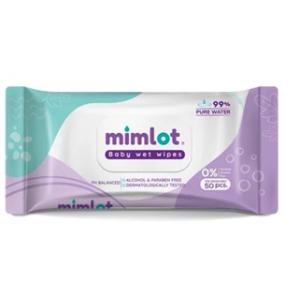 99%
PURE WATER
mimlot
Baby wet wipes
0%
PH BALANCED
ALCOHOL & PARABEN FREE
DERMATOLOGICALLY TESTED
50 pcs.
mimlot